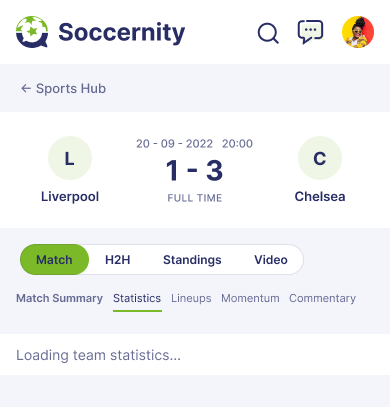 Soccernity
← Sports Hub
20 - 09 - 2022 20:00
L 1 - 3 C
Liverpool FULL TIME Chelsea
Match H2H Standings Video
Match Summary Statistics Lineups Momentum Commentary
Loading team statistics...